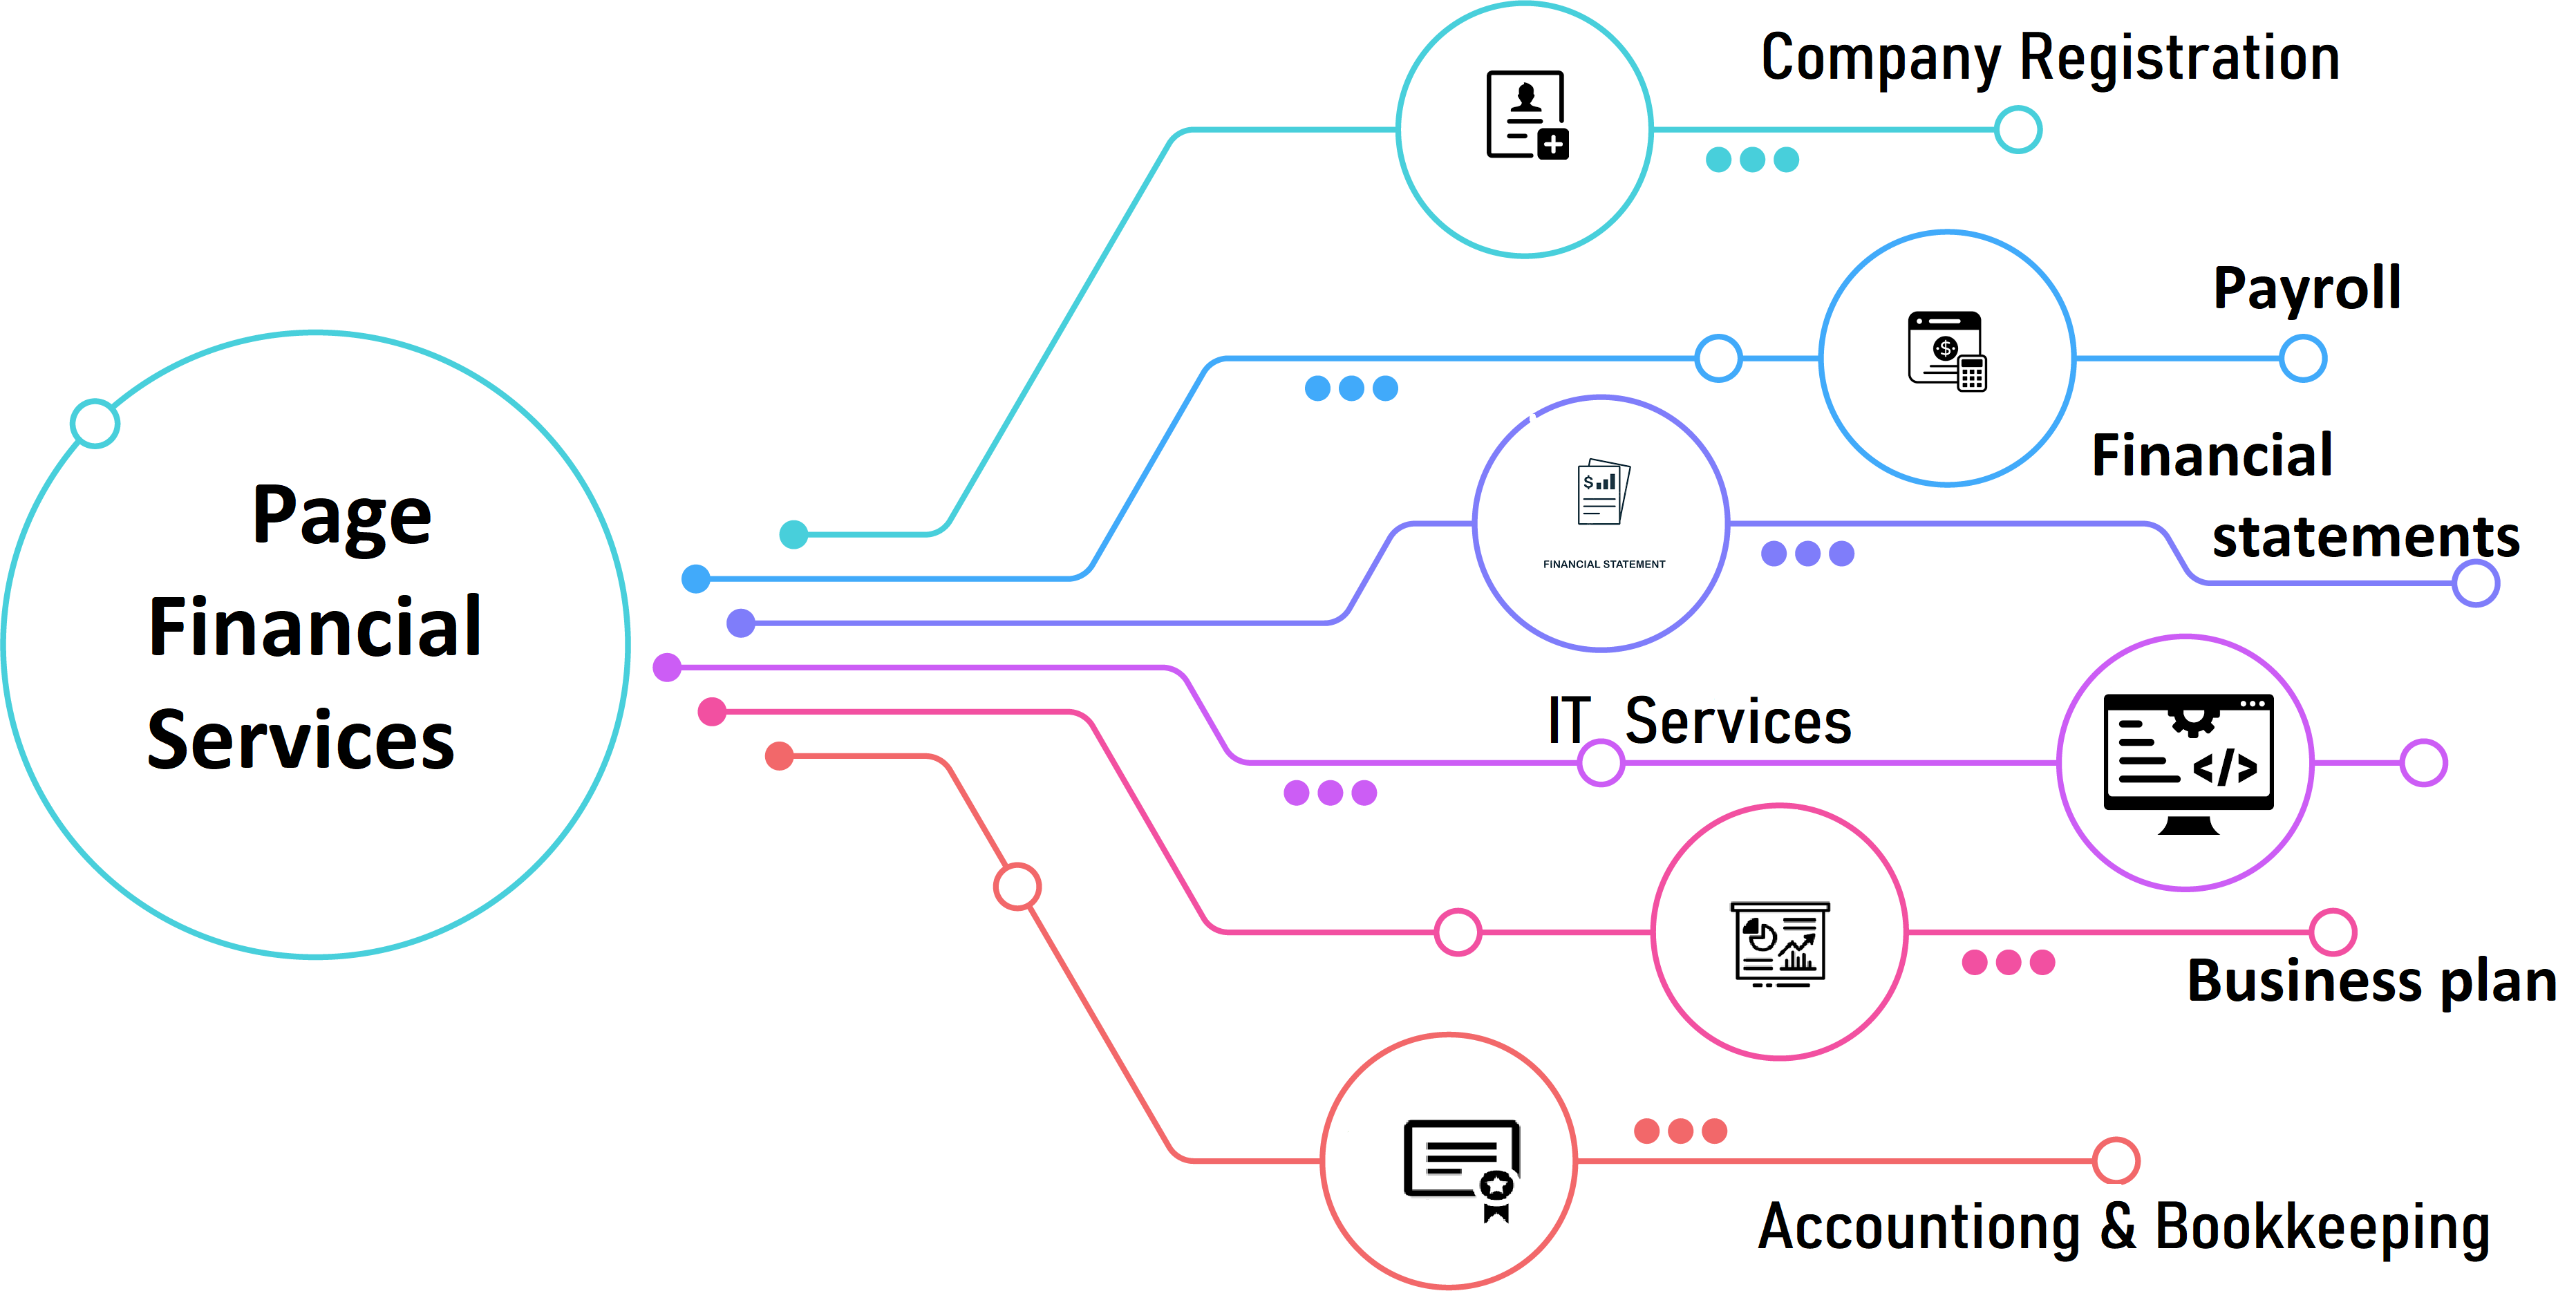 Page
Financial
Services
Company Registration
Payroll
Financial
statements
FINANCIAL STATEMENT
IT Services
Business plan
Accountiong & Bookkeeping